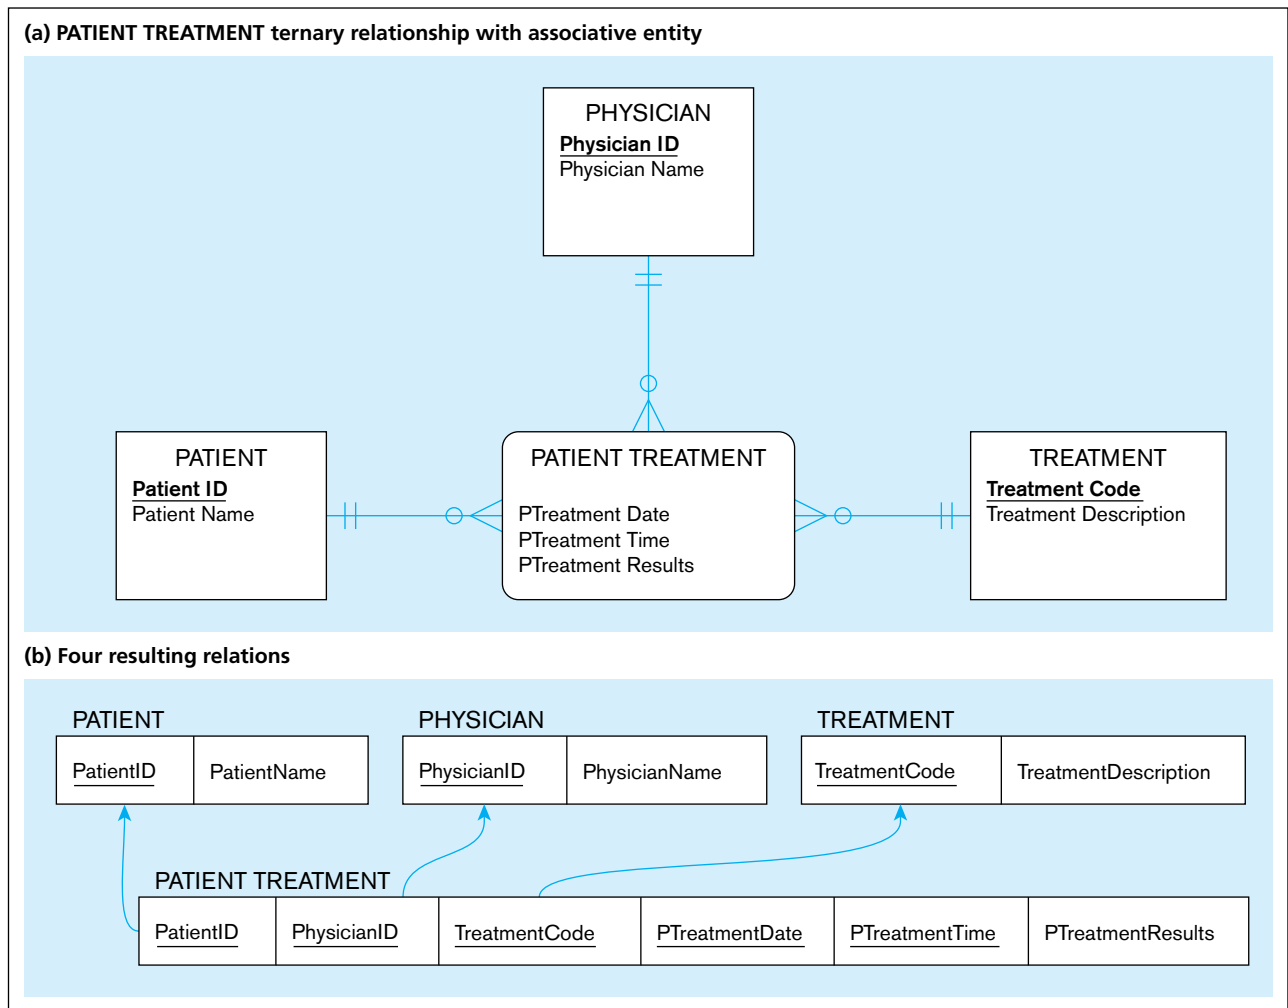 (a) PATIENT TREATMENT ternary relationship with associative entity
PHYSICIAN
Physician ID
Physician Name
PATIENT
Patient ID
Patient Name
PATIENT TREATMENT
PTreatment Date
PTreatment Time
PTreatment Results
TREATMENT
Treatment Code
Treatment Description
(b) Four resulting relations
PATIENT
PatientID
PatientName
PHYSICIAN
PhysicianID
PhysicianName
TREATMENT
TreatmentCode
TreatmentDescription
PATIENT TREATMENT
PatientID
PhysicianID
TreatmentCode
PTreatmentDate
PTreatmentTime
PTreatmentResults